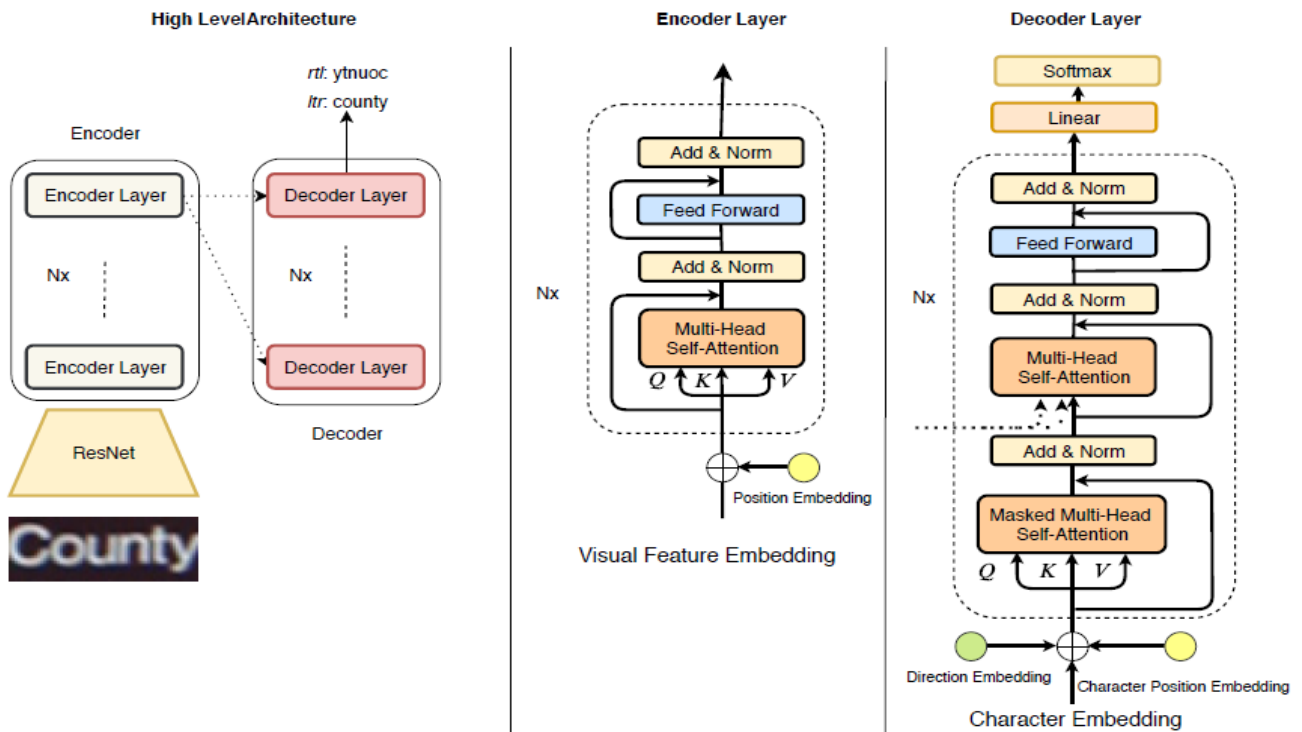 High LevelArchitecture
rtl: ytnuoc
ltr: county
Encoder
Encoder Layer
Decoder Layer
Nx
Nx
Encoder Layer
Decoder Layer
Decoder
ResNet
County
Encoder Layer
Add & Norm
Feed Forward
Add & Norm
Nx
Multi-Head
Self-Attention
Q K V
Position Embedding
Visual Feature Embedding
Decoder Layer
Softmax
Linear
Add & Norm
Feed Forward
Nx
Add & Norm
Multi-Head
Self-Attention
Add & Norm
Masked Multi-Head
Self-Attention
Q K V
Direction Embedding
Character Position Embedding
Character Embedding